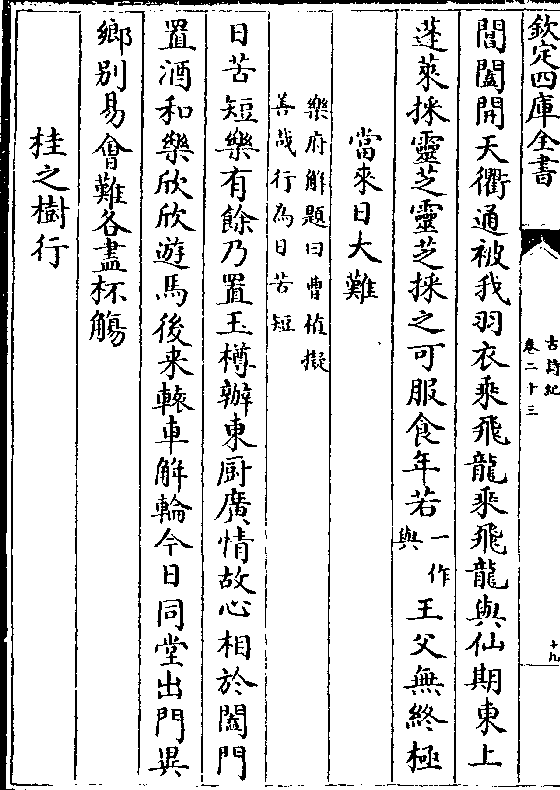 欽定四庫全書
古詩紀
卷二十三
十九
閶闔開天衢通被我羽衣乘飛龍乘飛龍與仙期東上
蓬萊採靈芝靈芝採之可服食年若一作與王父無終極
當來日大難
樂府解題曰曹植擬
善哉行為日苦短
日苦短樂有餘乃置玉樽辦東厨廣情故心相於闔門
置酒和樂欣欣遊馬後来轅車解輪今日同堂出門異
鄉别易會難各盡杯觴
桂之樹行